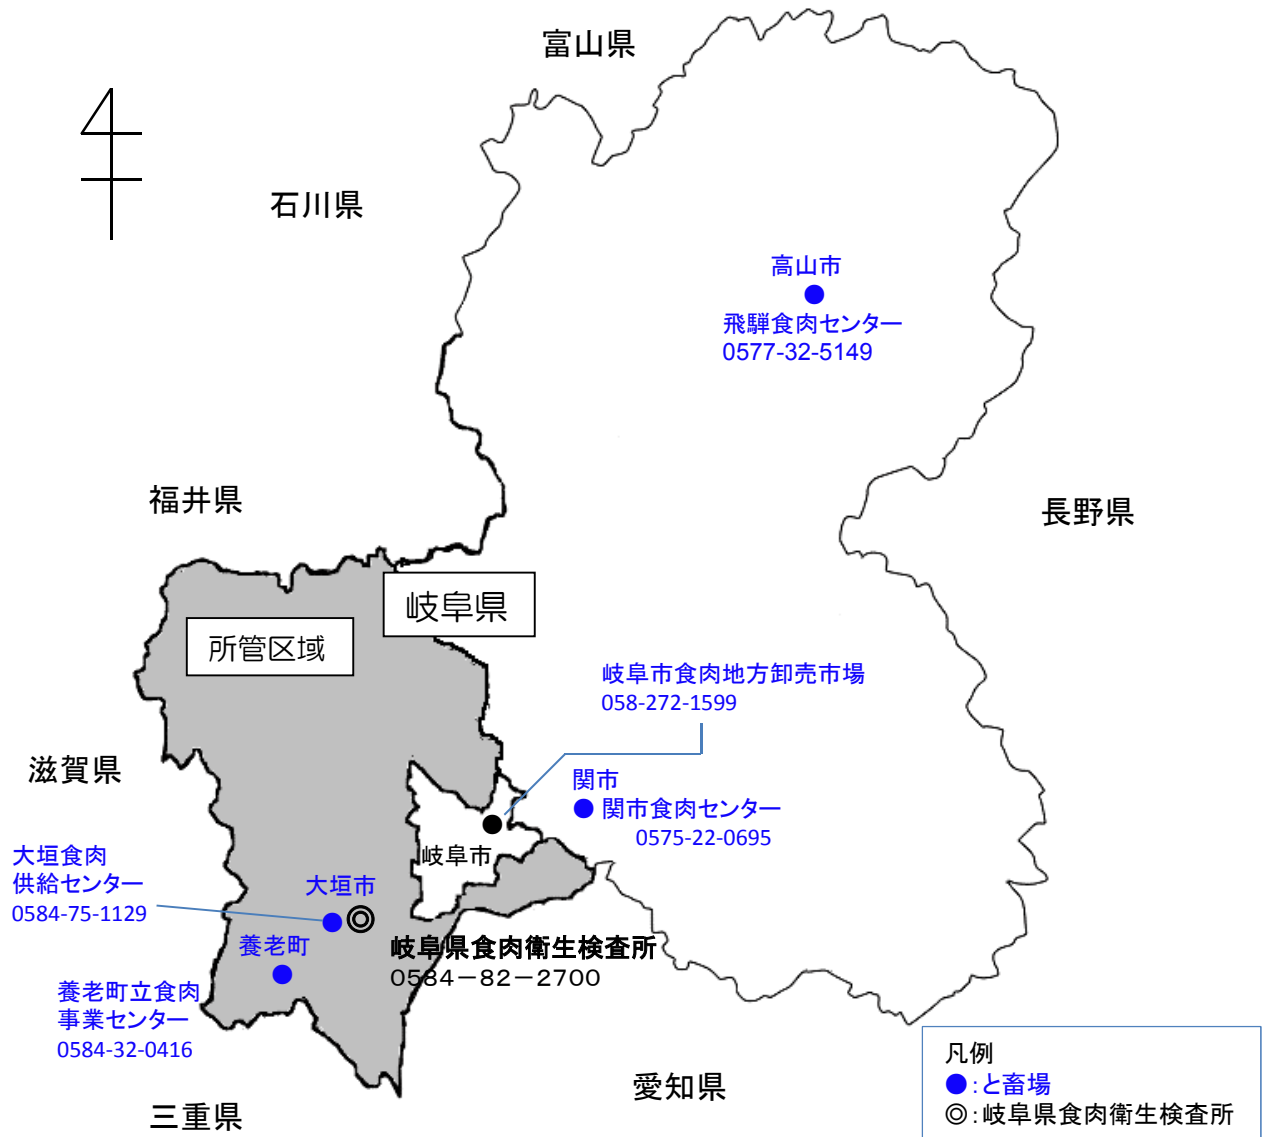 富山県
石川県
高山市
飛騨食肉センター
0577-32-5149
福井県
長野県
岐阜県
所管区域
岐阜市食肉地方卸売市場
058-272-1599
滋賀県
関市
関市食肉センター
0575-22-0695
岐阜市
大垣食肉
供給センター
0584-75-1129
大垣市
養老町
岐阜県食肉衛生検査所
0584－82－2700
養老町立食肉
事業センター
0584-32-0416
愛知県
三重県
凡例
●:と畜場
◎:岐阜県食肉衛生検査所